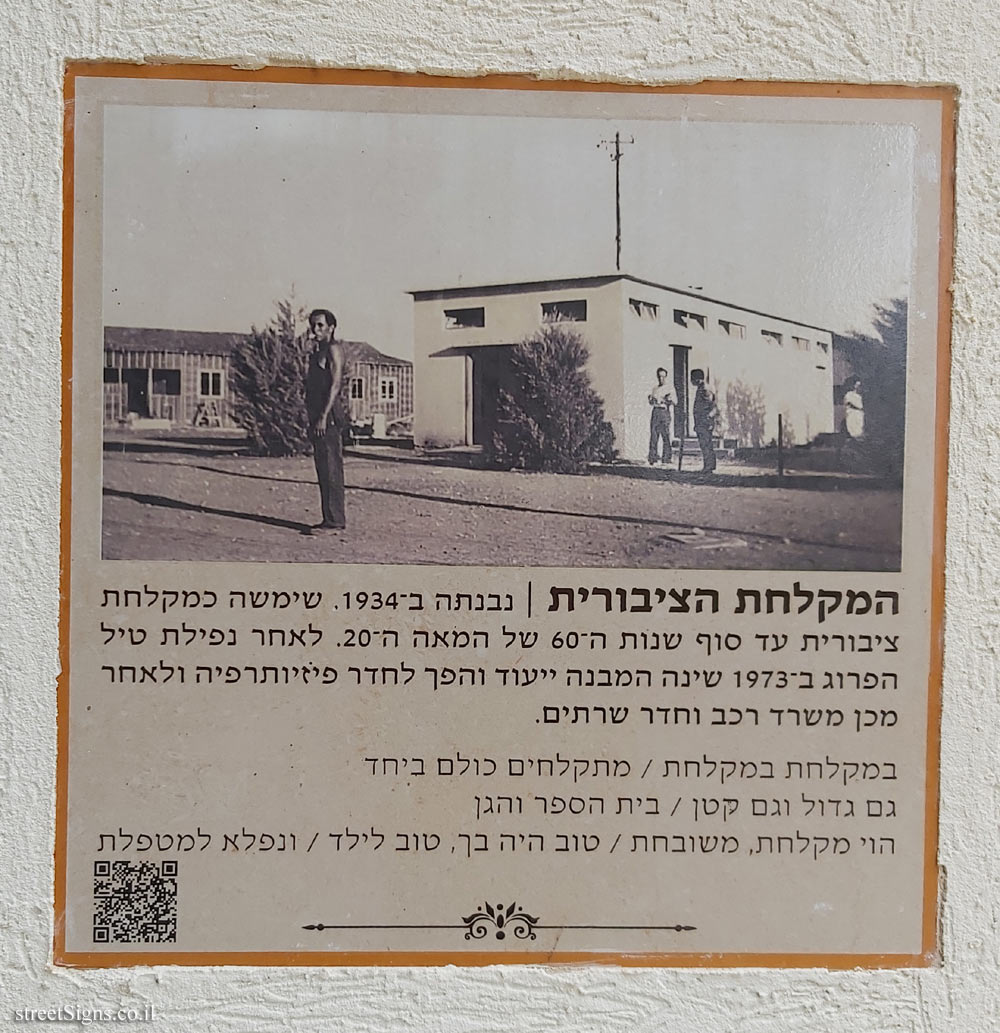 המקלחת הציבורית | נבנתה ב־1934. שימשה כמקלחת
ציבורית עד סוף שנות ה־60 של המאה ה־20. לאחר נפילת טיל
הפרוג ב־1973 שינה המבנה ייעוד והפך לחדר פיזיותרפיה ולאחר
מכן משרד רכב וחדר שרתים.
במקלחת במקלחת / מתקלחים כולם ביחד
גם גדול וגם קטן / בית הספר והגן
הוי מקלחת, משובחת / טוב היה בך, טוב לילד / ונפלא למטפלת
streetSigns.co.il